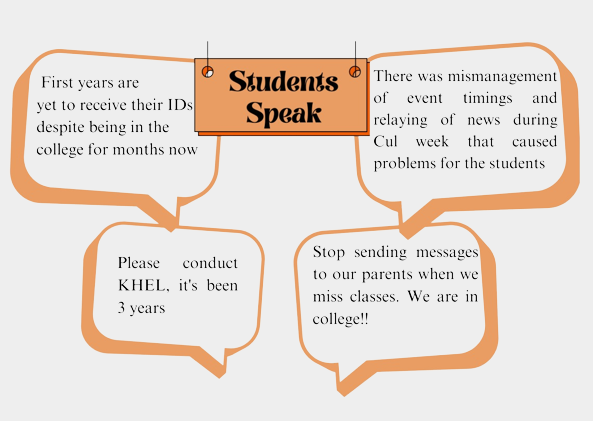 Students
Speak
First years are
yet to receive their IDs
despite being in the
college for months now
There was mismanagement
of event timings and
relaying of news during
Cul week that caused
problems for the students
Please conduct
KHEL, it's been
3 years
Stop sending messages
to our parents when we
miss classes. We are in
college!!